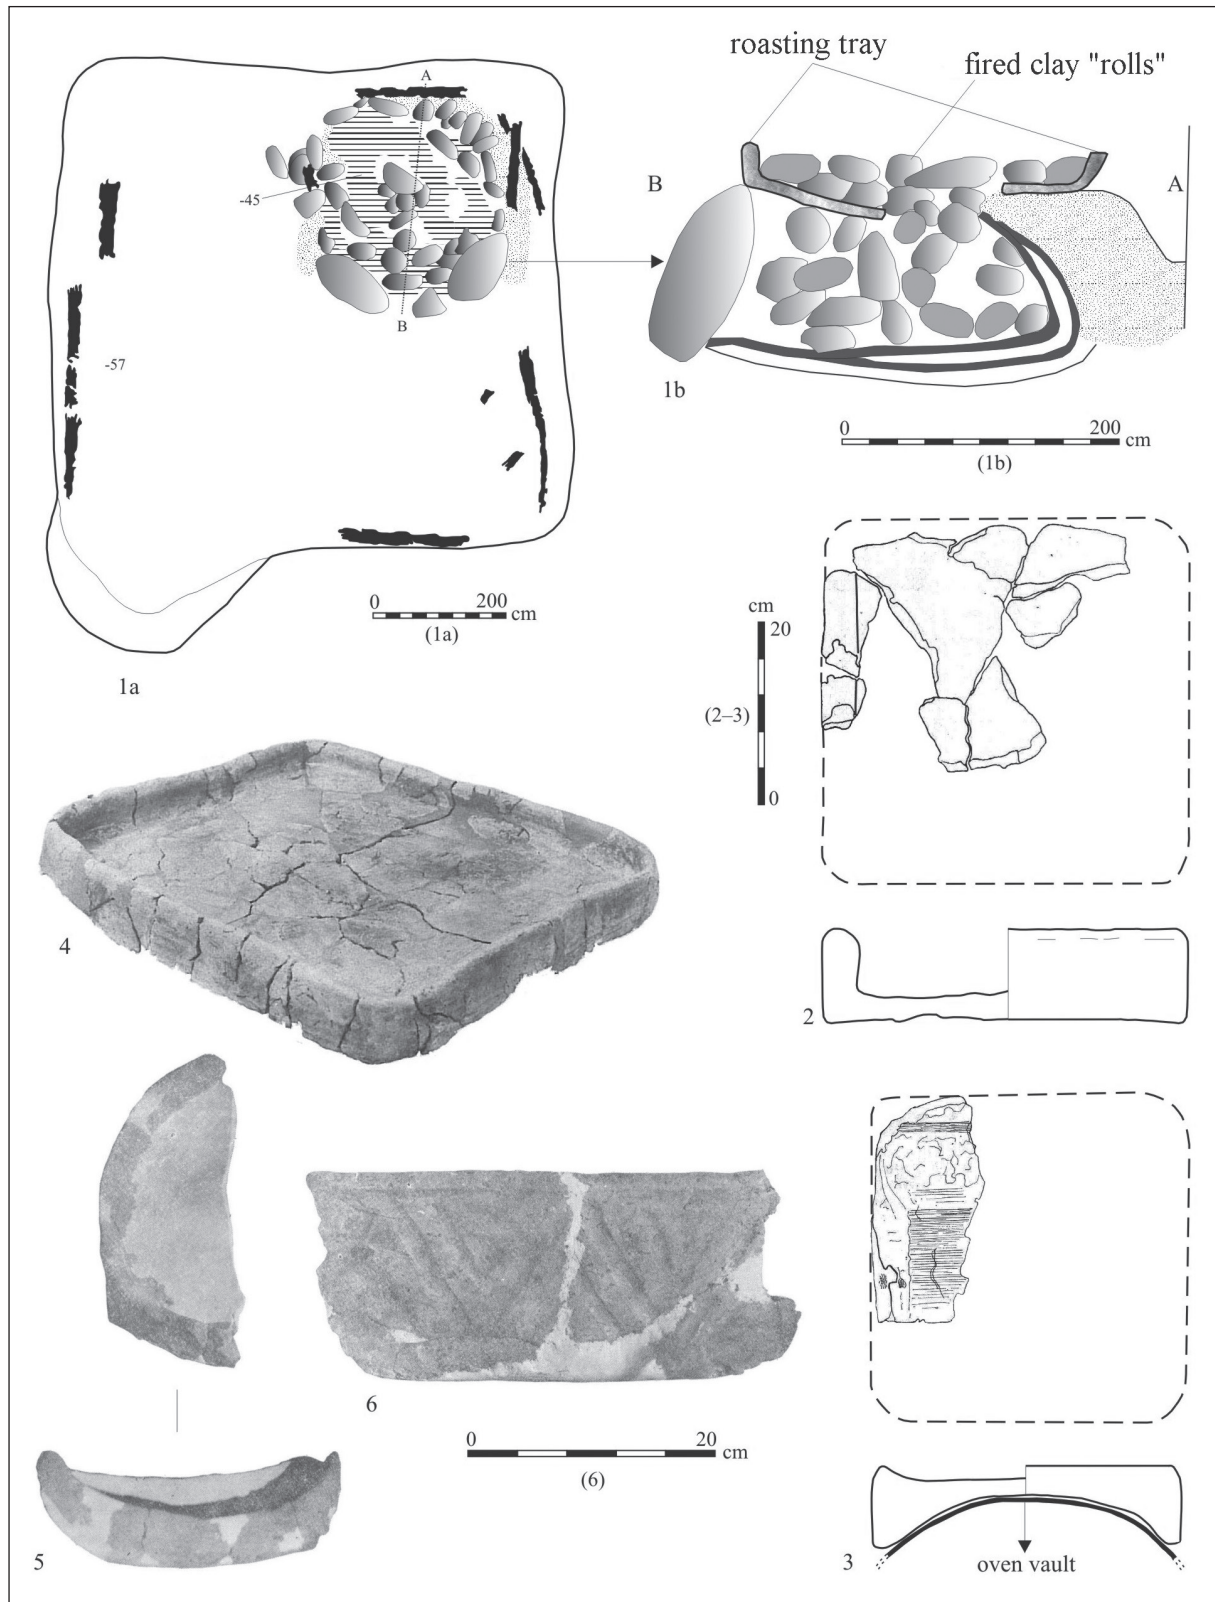 roasting tray
fired clay "rolls"
A
-45
B
A
B
-57
1b
0 200 cm
(1b)
0 200 cm
(1a)
1a
cm
20
(2–3)
0
4
2
6
0 20 cm
(6)
5
3
oven vault